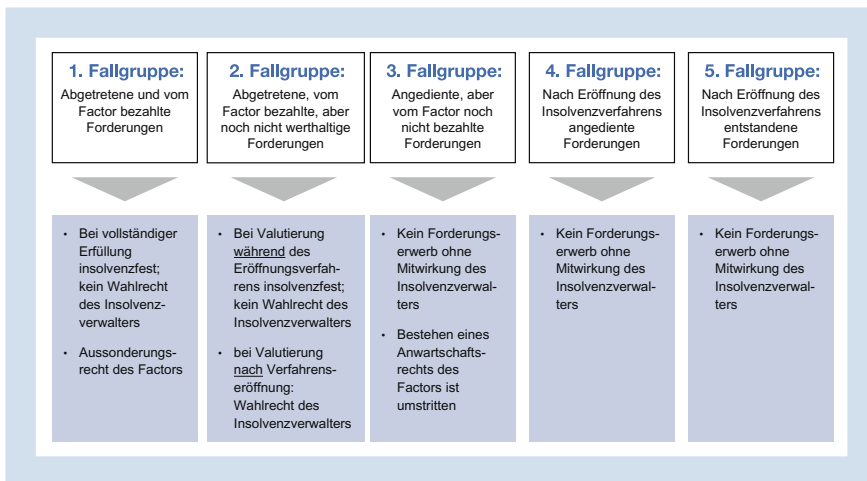 1. Fallgruppe:
Abgetretene und vom
Factor bezahlte
Forderungen
• Bei vollständiger
Erfüllung
insolvenzfest;
kein Wahlrecht
des Insolvenz-
verwalters
• Aussonderungs-
recht des Factors
2. Fallgruppe:
Abgetretene, vom
Factor bezahlte, aber
noch nicht werthaltige
Forderungen
• Bei Valutierung
während des
Eröffnungsverfah-
rens insolvenzfest;
kein Wahlrecht des
Insolvenzverwalters
• bei Valutierung
nach Verfahrens-
eröffnung:
Wahlrecht des
Insolvenzverwalters
3. Fallgruppe:
Angediente, aber
vom Factor noch
nicht bezahlte
Forderungen
• Kein Forderungs-
erwerb ohne
Mitwirkung des
Insolvenzverwal-
ters
• Bestehen eines
Anwartschafts-
rechts des
Factors ist
umstritten
4. Fallgruppe:
Nach Eröffnung des
Insolvenzverfahrens
angediente
Forderungen
• Kein Forderungs-
erwerb ohne
Mitwirkung des
Insolvenzverwal-
ters
5. Fallgruppe:
Nach Eröffnung des
Insolvenzverfahrens
entstandene
Forderungen
• Kein Forderungs-
erwerb ohne
Mitwirkung des
Insolvenzverwal-
ters